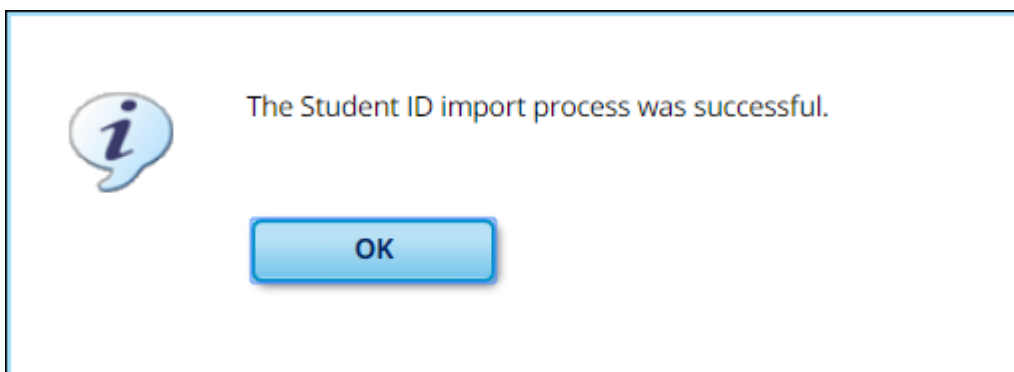 The Student ID import process was successful.
OK